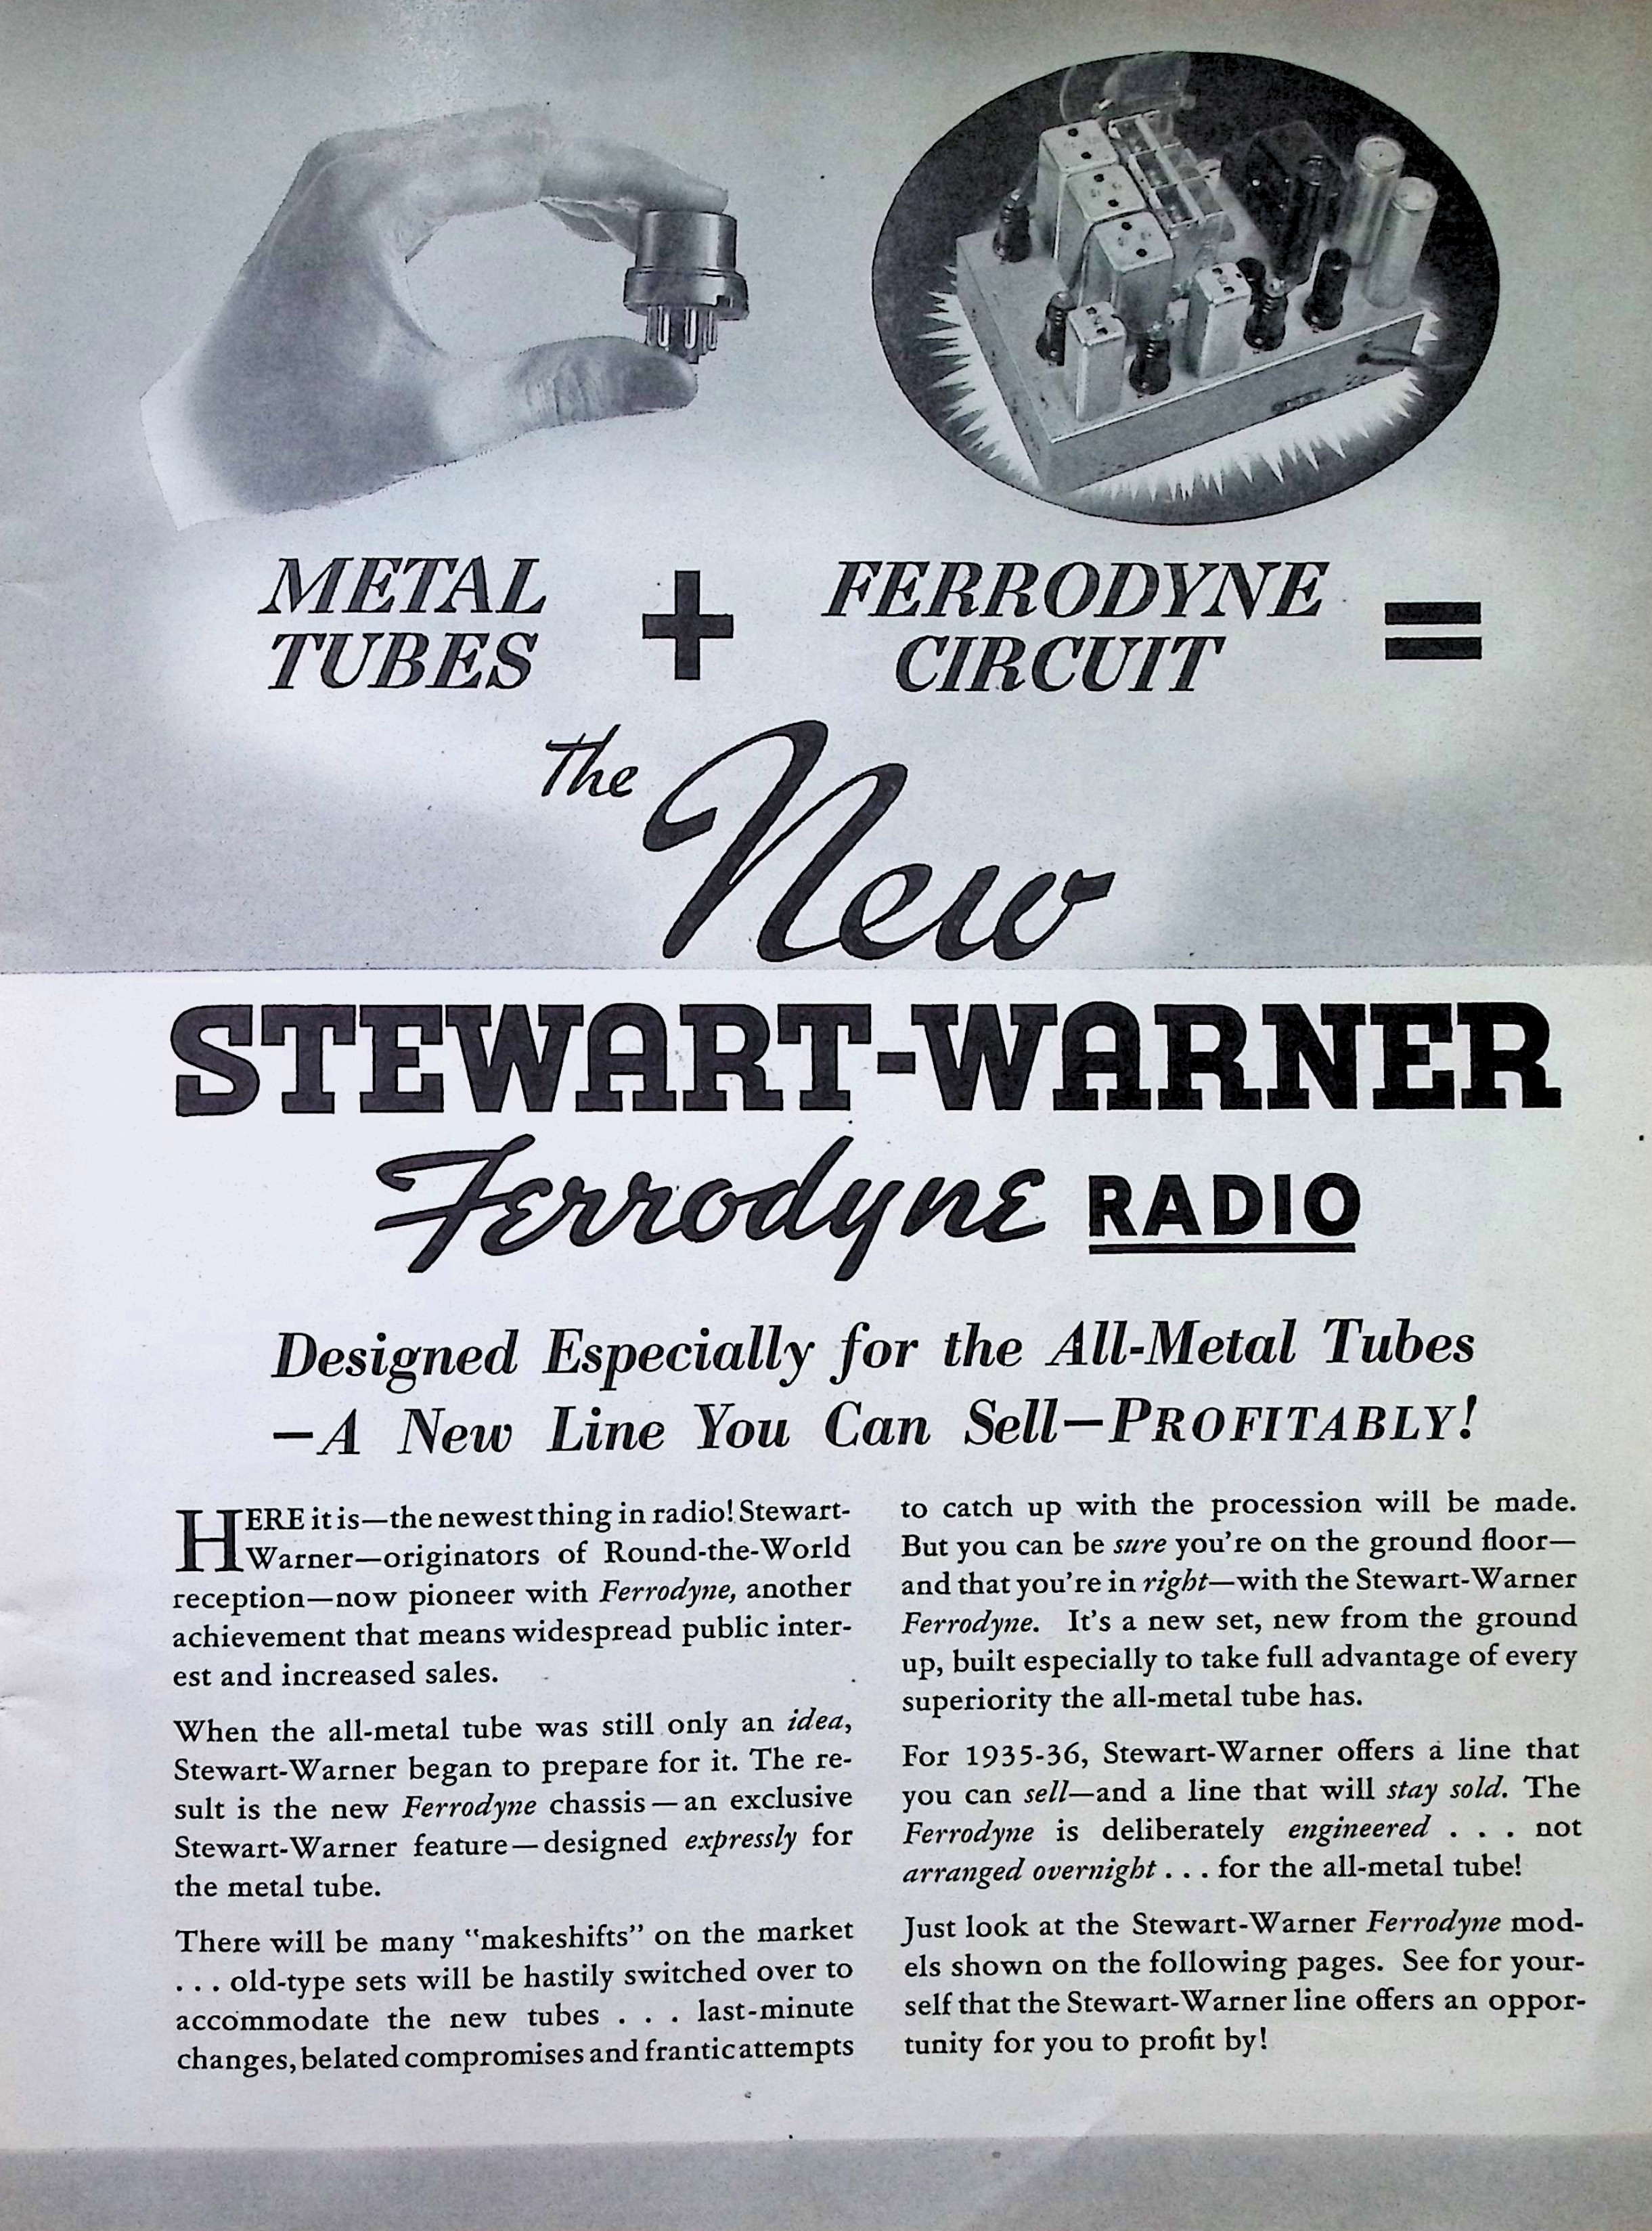 METAL
TUBES
+
FERRODYNE
CIRCUIT
=
The New
STEWART-WARNER
Ferrodyne RADIO
Designed Especially for the All-Metal Tubes
—A New Line You Can Sell—PROFITABLY!
HERE it is—the newest thing in radio! Stewart-
Warner—originators of Round-the-World
reception—now pioneer with Ferrodyne, another
achievement that means widespread public inter-
est and increased sales.
When the all-metal tube was still only an idea,
Stewart-Warner began to prepare for it. The re-
sult is the new Ferrodyne chassis—an exclusive
Stewart-Warner feature—designed expressly for
the metal tube.
There will be many "makeshifts" on the market
. . . old-type sets will be hastily switched over to
accommodate the new tubes . . . last-minute
changes, belated compromises and frantic attempts
to catch up with the procession will be made.
But you can be sure you're on the ground floor—
and that you're in right—with the Stewart-Warner
Ferrodyne. It's a new set, new from the ground
up, built especially to take full advantage of every
superiority the all-metal tube has.
For 1935-36, Stewart-Warner offers a line that
you can sell—and a line that will stay sold. The
Ferrodyne is deliberately engineered . . . not
arranged overnight . . . for the all-metal tube!
Just look at the Stewart-Warner Ferrodyne mod-
els shown on the following pages. See for your-
self that the Stewart-Warner line offers an oppor-
tunity for you to profit by!